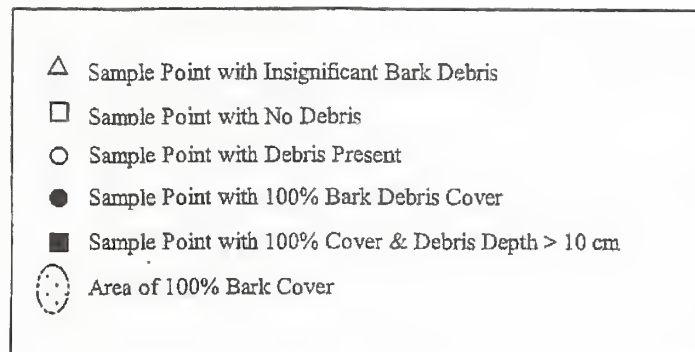 Sample Point with Insignificant Bark Debris
Sample Point with No Debris
Sample Point with Debris Present
Sample Point with 100% Bark Debris Cover
Sample Point with 100% Cover & Debris Depth > 10 cm
Area of 100% Bark Cover